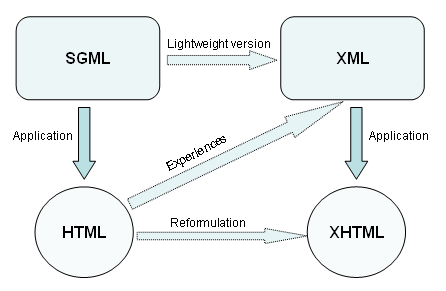 Lightweight version
SGML
XML
Application
Experiences
Application
Reformulation
HTML
XHTML